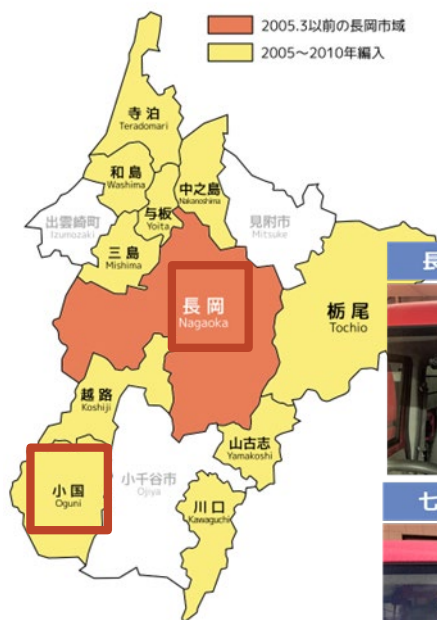 2005.3以前の長岡市域
2005～2010年編入
寺泊
Teradomari
和島
Washima
中之島
Nakanoshima
出雲崎町
Izumozaki
与板
Yoita
見附市
Mitsuke
三島
Mishima
長岡
Nagaoka
栃尾
Tochio
長
越路
Koshiji
山古志
Yamakoshi
小国
Oguni
小千谷市
Ojiya
川口
Kawaguchi
七